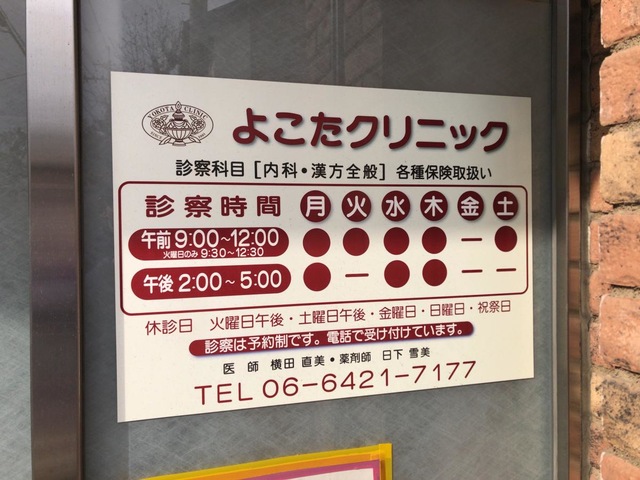 YOKOTA CLINIC
よこたクリニック
診察科目［内科・漢方全般］各種保険取扱い
診察時間 月 火 水 木 金 土
午前 9:00～12:00 ● ● ● ● － ●
火曜日のみ 9:30～12:30
午後 2:00～5:00 ● － ● ● － －
休診日 火曜日午後・土曜日午後・金曜日・日曜日・祝祭日
診察は予約制です。電話で受け付けています。
医 師 横田 直美・薬剤師 日下 雪美
TEL 06-6421-7177